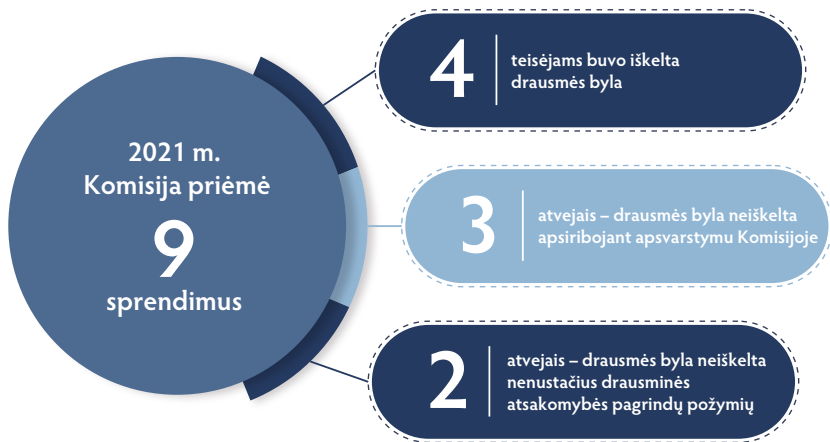 2021 m.
Komisija priėmė
9
sprendimus
4
teisėjams buvo iškelta
drausmės byla
3
atvejais – drausmės byla neiškelta
apsiribojant apsvarstymu Komisijoje
2
atvejais – drausmės byla neiškelta
nenustačius drausminės
atsakomybės pagrindų požymių